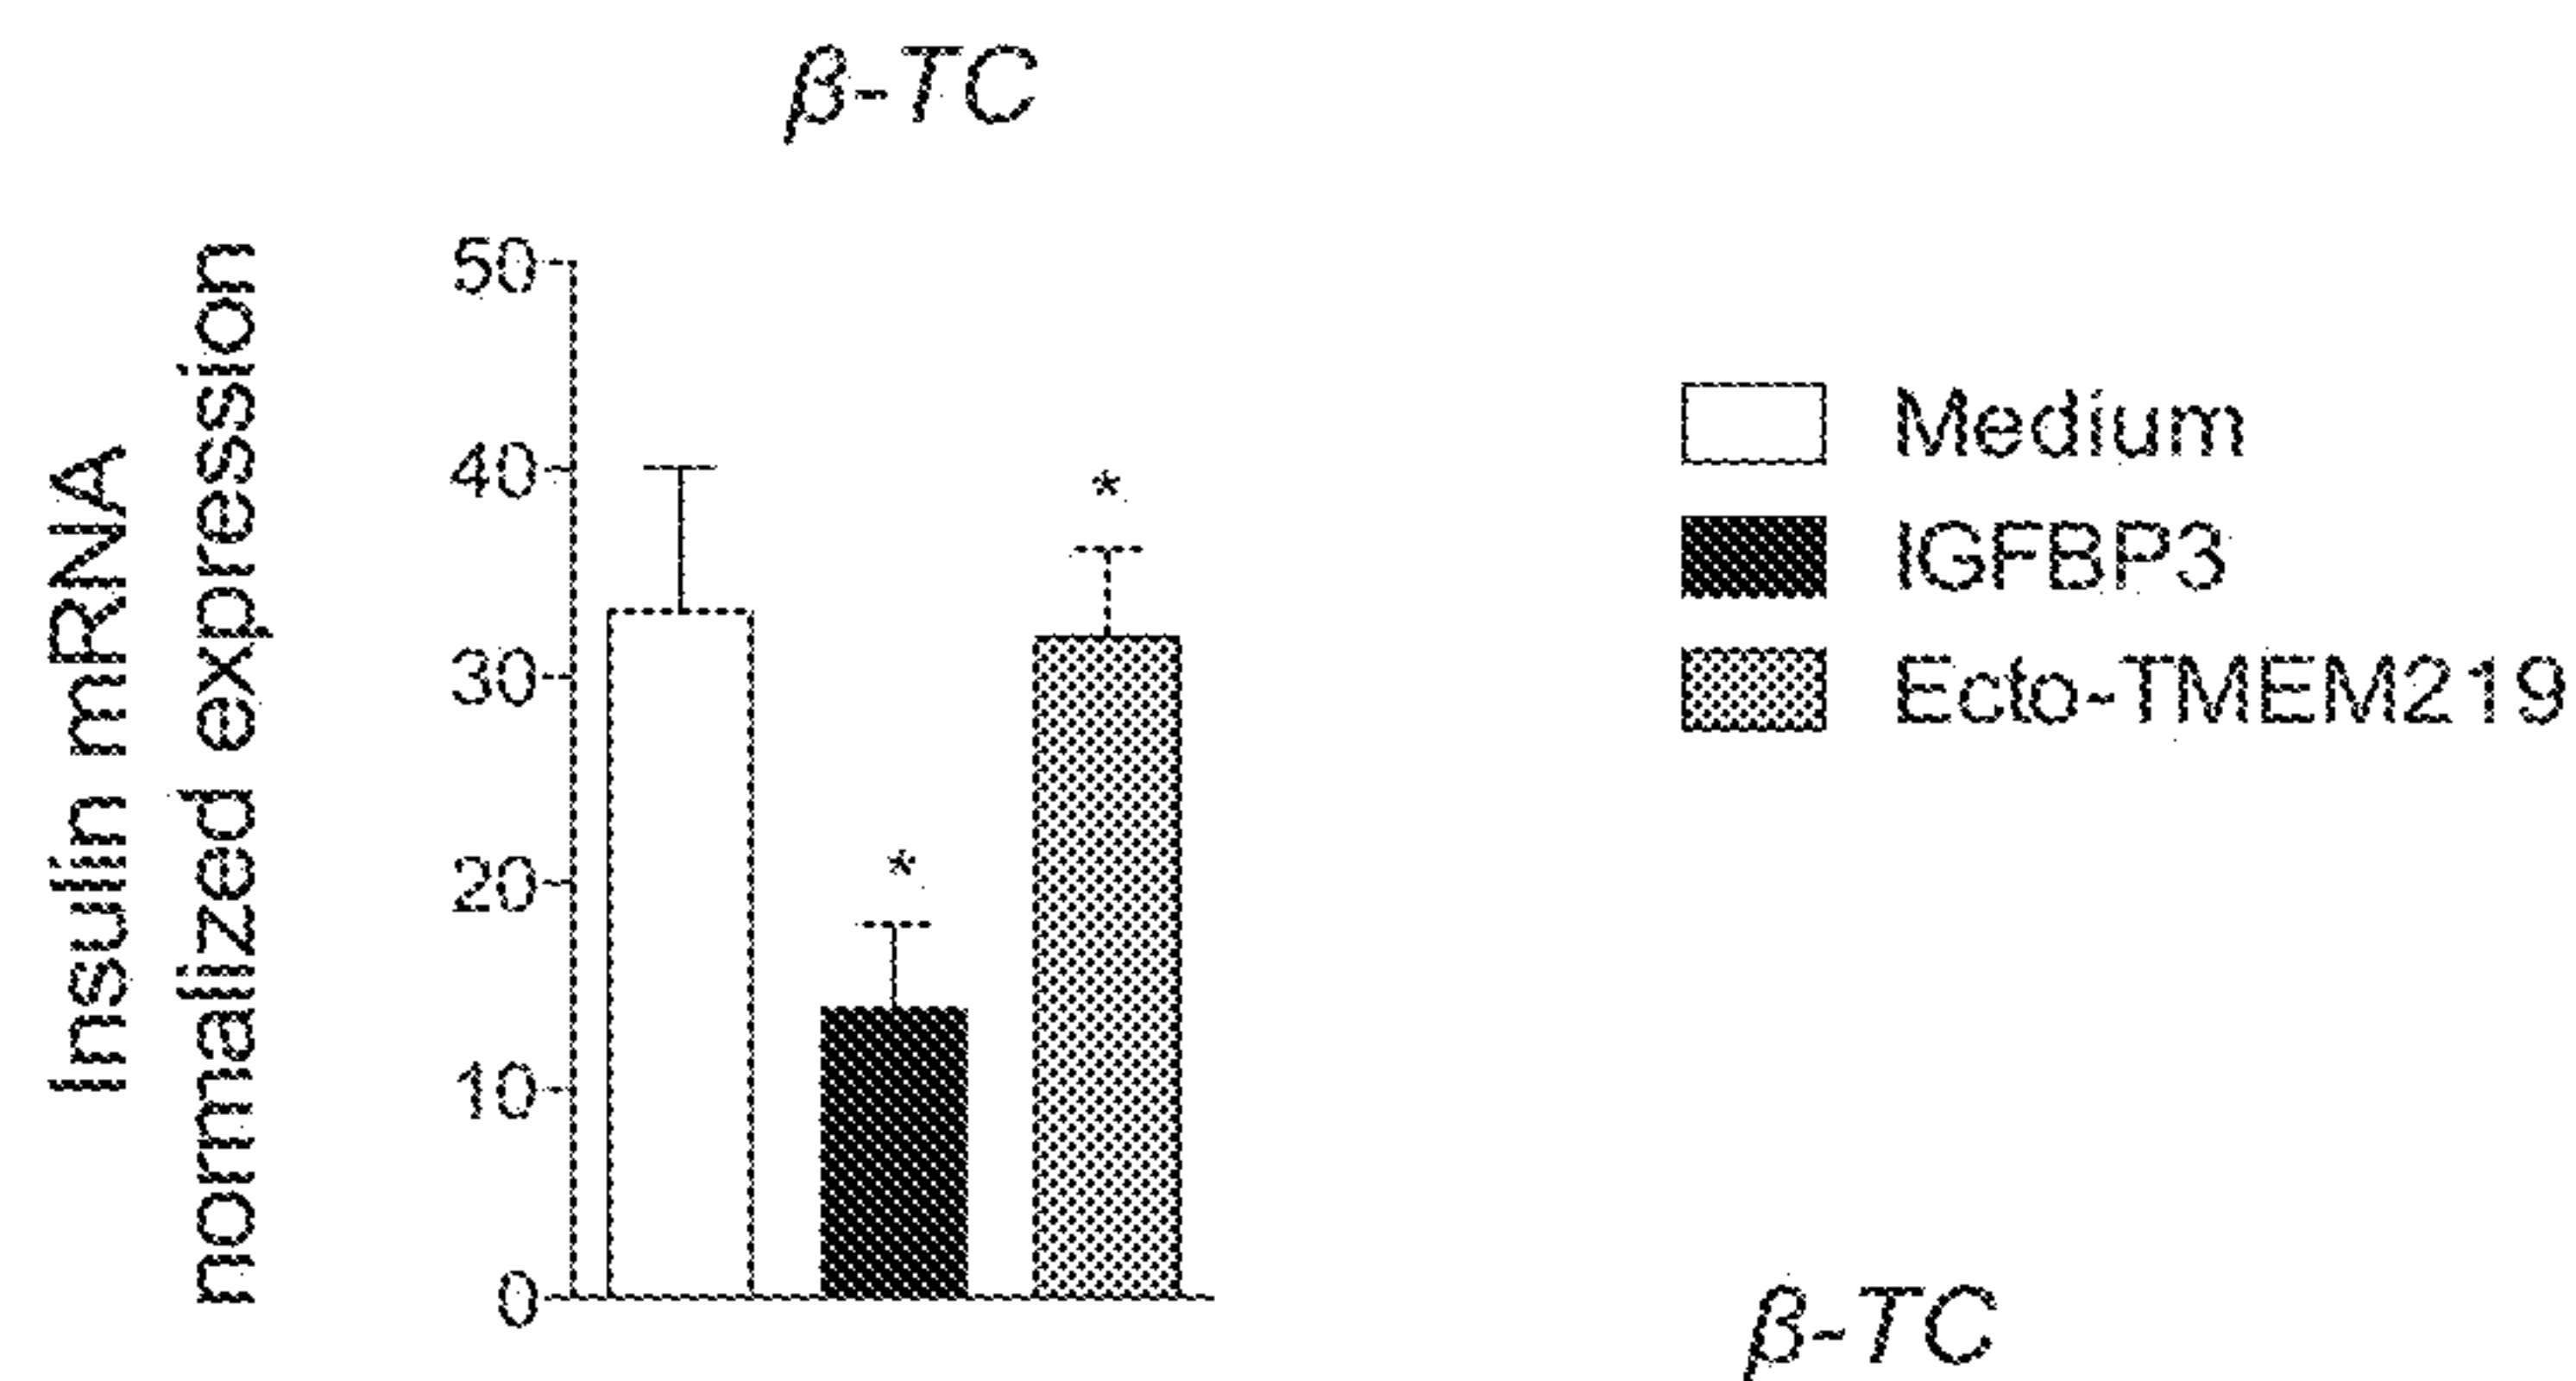 β-TC
Insulin mRNA
normalized expression
50
40
30
20
10
0
*
*
Medium
IGFBP3
Ecto-TMEM219
β-TC